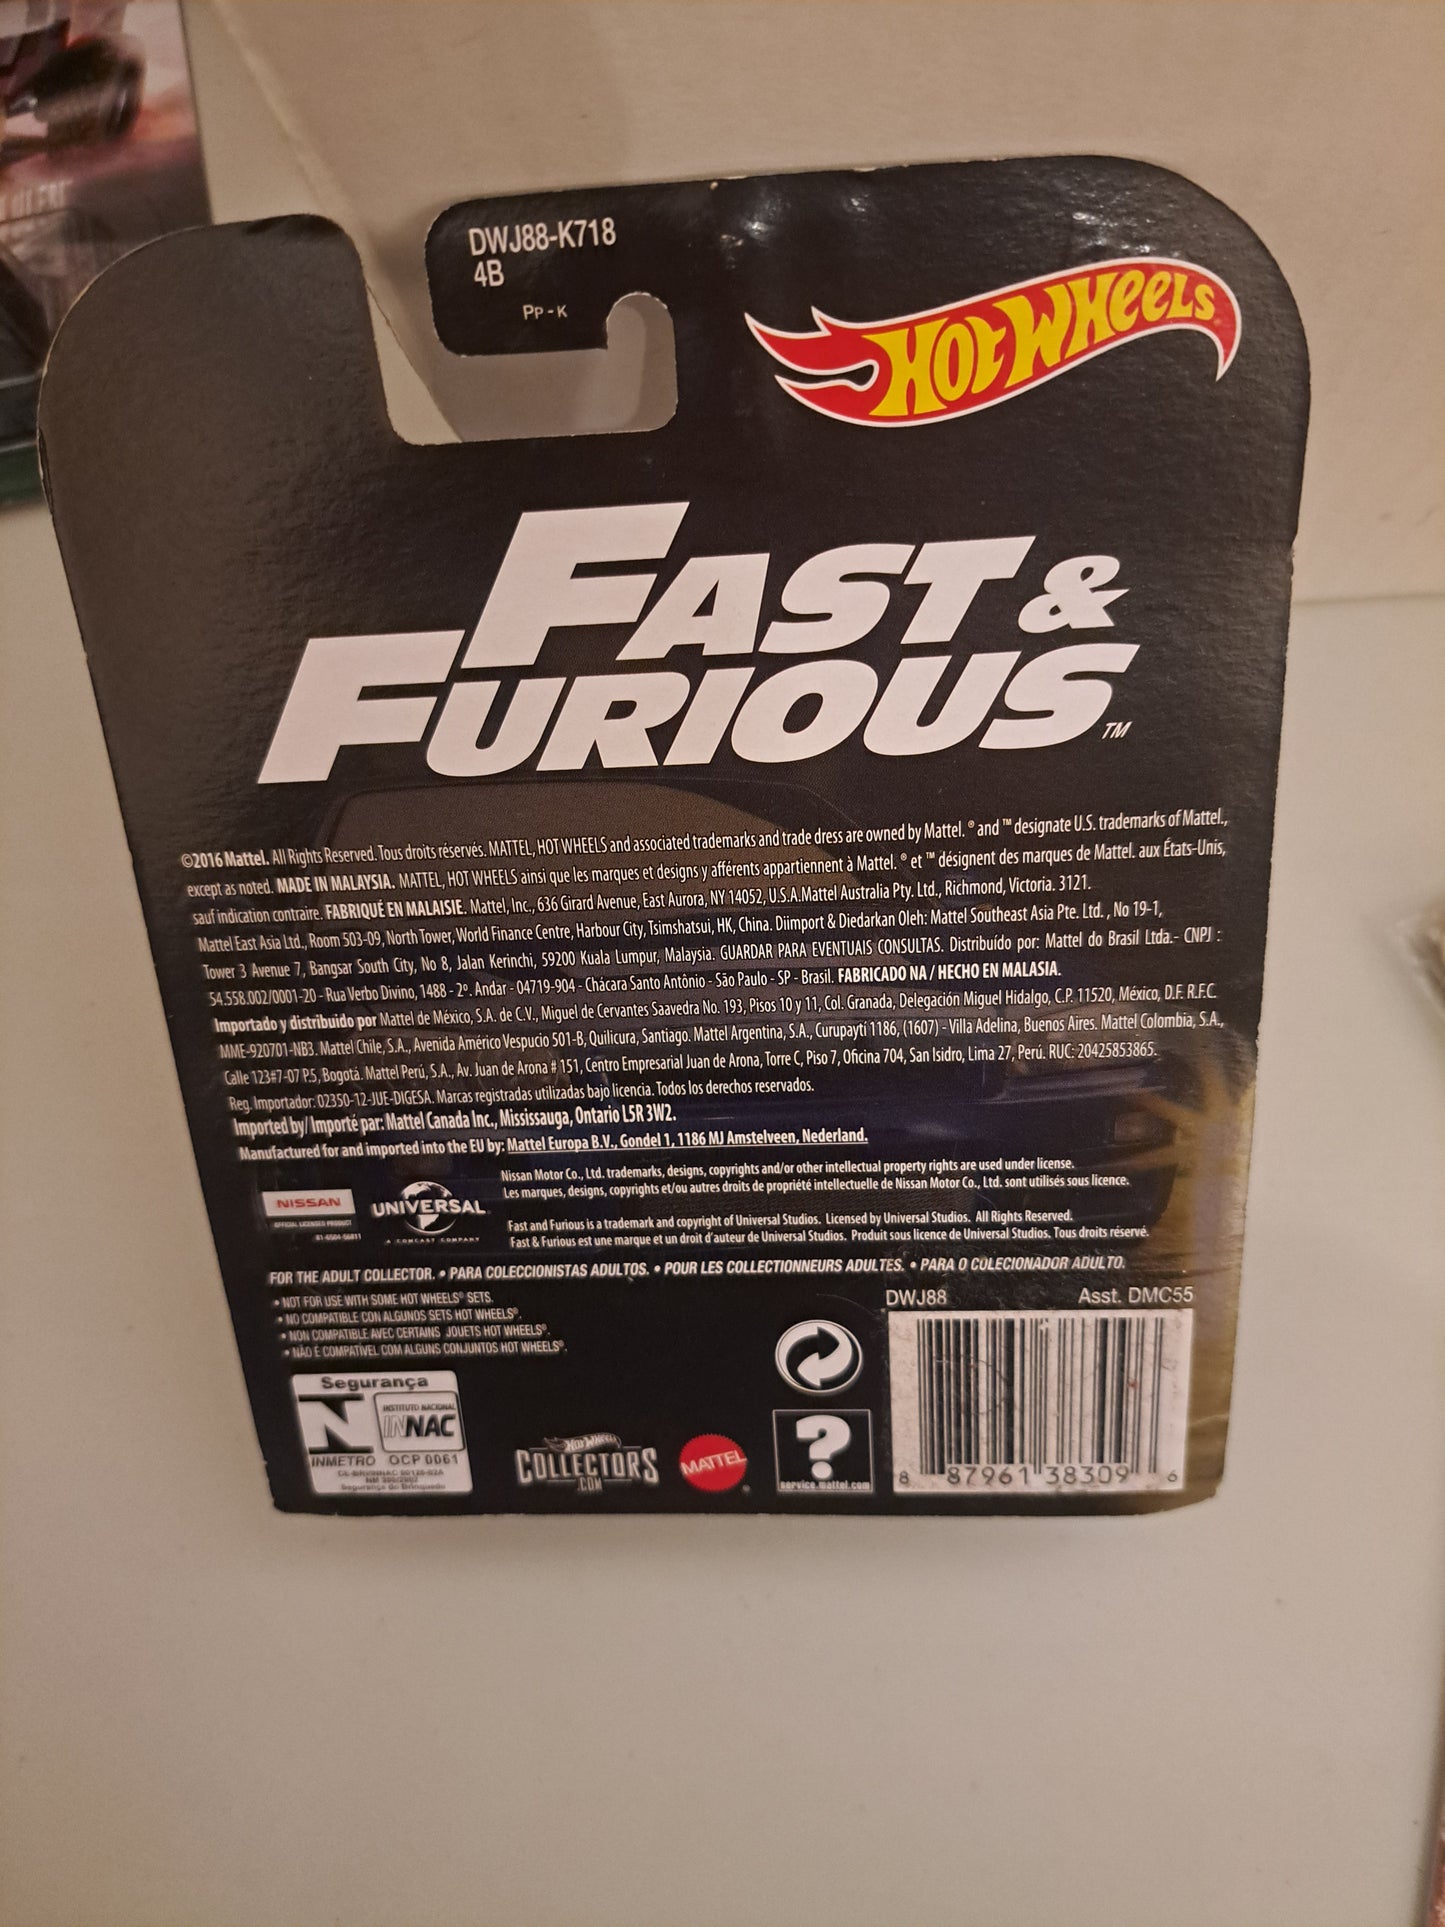 DWJ88-K718
4B
Pp - K
HOT WHEELS
FAST &
FURIOUS™
©2016 Mattel. All Rights Reserved. Tous droits réservés. MATTEL, HOT WHEELS and associated trademarks and trade dress are owned by Mattel. ® and ™ designate U.S. trademarks of Mattel.,
except as noted. MADE IN MALAYSIA. MATTEL, HOT WHEELS ainsi que les marques et designs y afférents appartiennent à Mattel. ® et ™ désignent des marques de Mattel. aux États-Unis,
sauf indication contraire. FABRIQUÉ EN MALAISIE. Mattel, Inc., 636 Girard Avenue, East Aurora, NY 14052, U.S.A.Mattel Australia Pty. Ltd., Richmond, Victoria. 3121.
Mattel East Asia Ltd., Room 503-09, North Tower, World Finance Centre, Harbour City, Tsimshatsui, HK, China. Diimport & Diedarkan Oleh: Mattel Southeast Asia Pte. Ltd. , No 19-1,
Tower 3 Avenue 7, Bangsar South City, No 8, Jalan Kerinchi, 59200 Kuala Lumpur, Malaysia. GUARDAR PARA EVENTUAIS CONSULTAS. Distribuído por: Mattel do Brasil Ltda.- CNPJ :
54.558.002/0001-20 - Rua Verbo Divino, 1488 - 2º. Andar - 04719-904 - Chácara Santo Antônio - São Paulo - SP - Brasil. FABRICADO NA / HECHO EN MALASIA.
Importado y distribuido por Mattel de México, S.A. de C.V., Miguel de Cervantes Saavedra No. 193, Pisos 10 y 11, Col. Granada, Delegación Miguel Hidalgo, C.P. 11520, México, D.F. R.F.C.
MME-920701-NB3. Mattel Chile, S.A., Avenida Américo Vespucio 501-B, Quilicura, Santiago. Mattel Argentina, S.A., Curupaytí 1186, (1607) - Villa Adelina, Buenos Aires. Mattel Colombia, S.A.,
Calle 123#7-07 P.5, Bogotá. Mattel Perú, S.A., Av. Juan de Arona # 151, Centro Empresarial Juan de Arona, Torre C, Piso 7, Oficina 704, San Isidro, Lima 27, Perú. RUC: 20425853865.
Reg. Importador: 02350-12-JUE-DIGESA. Marcas registradas utilizadas bajo licencia. Todos los derechos reservados.
Imported by/ Importé par: Mattel Canada Inc., Mississauga, Ontario L5R 3W2.
Manufactured for and imported into the EU by: Mattel Europa B.V., Gondel 1, 1186 MJ Amstelveen, Nederland.
Nissan Motor Co., Ltd. trademarks, designs, copyrights and/or other intellectual property rights are used under license.
Les marques, designs, copyrights et/ou autres droits de propriété intellectuelle de Nissan Motor Co., Ltd. sont utilisés sous licence.
NISSAN
OFFICIAL LICENSED PRODUCT
UNIVERSAL
A COMCAST COMPANY
Fast and Furious is a trademark and copyright of Universal Studios. Licensed by Universal Studios. All Rights Reserved.
Fast & Furious est une marque et un droit d'auteur de Universal Studios. Produit sous licence de Universal Studios. Tous droits réservé.
FOR THE ADULT COLLECTOR. • PARA COLECCIONISTAS ADULTOS. • POUR LES COLLECTIONNEURS ADULTES. • PARA O COLECIONADOR ADULTO.
• NOT FOR USE WITH SOME HOT WHEELS® SETS.
• NO COMPATIBLE CON ALGUNOS SETS HOT WHEELS®.
• NON COMPATIBLE AVEC CERTAINS JOUETS HOT WHEELS®.
• NÃO É COMPATÍVEL COM ALGUNS CONJUNTOS HOT WHEELS®.
DWJ88 Asst. DMC55
Segurança
INSTITUTO NACIONAL
INNAC
INMETRO OCP 0061
Segurança do Brinquedo
HOT WHEELS
COLLECTORS
.COM
MATTEL
?
service.mattel.com
8 87961 38309 6